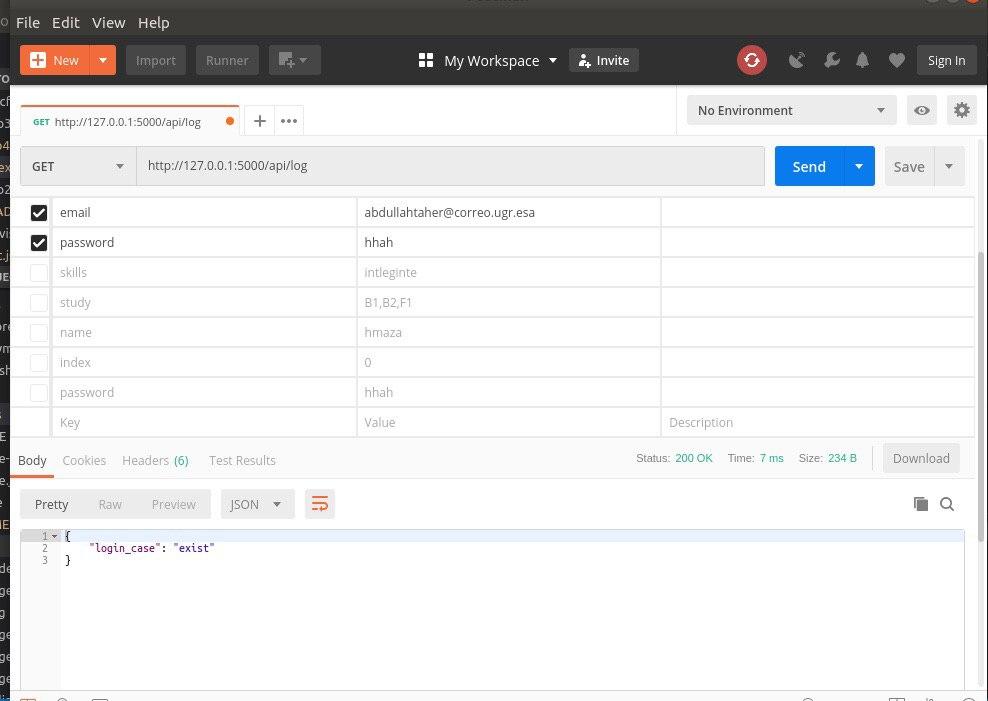 File Edit View Help
New Import Runner My Workspace Invite Sign In
GET http://127.0.0.1:5000/api/log No Environment
GET http://127.0.0.1:5000/api/log Send Save
email abdullahtaher@correo.ugr.esa
password hhah
skills intleginte
study B1,B2,F1
name hmaza
index 0
password hhah
Key Value Description
Body Cookies Headers (6) Test Results Status: 200 OK Time: 7 ms Size: 234 B Download
Pretty Raw Preview JSON
1 {
2 "login_case": "exist"
3 }